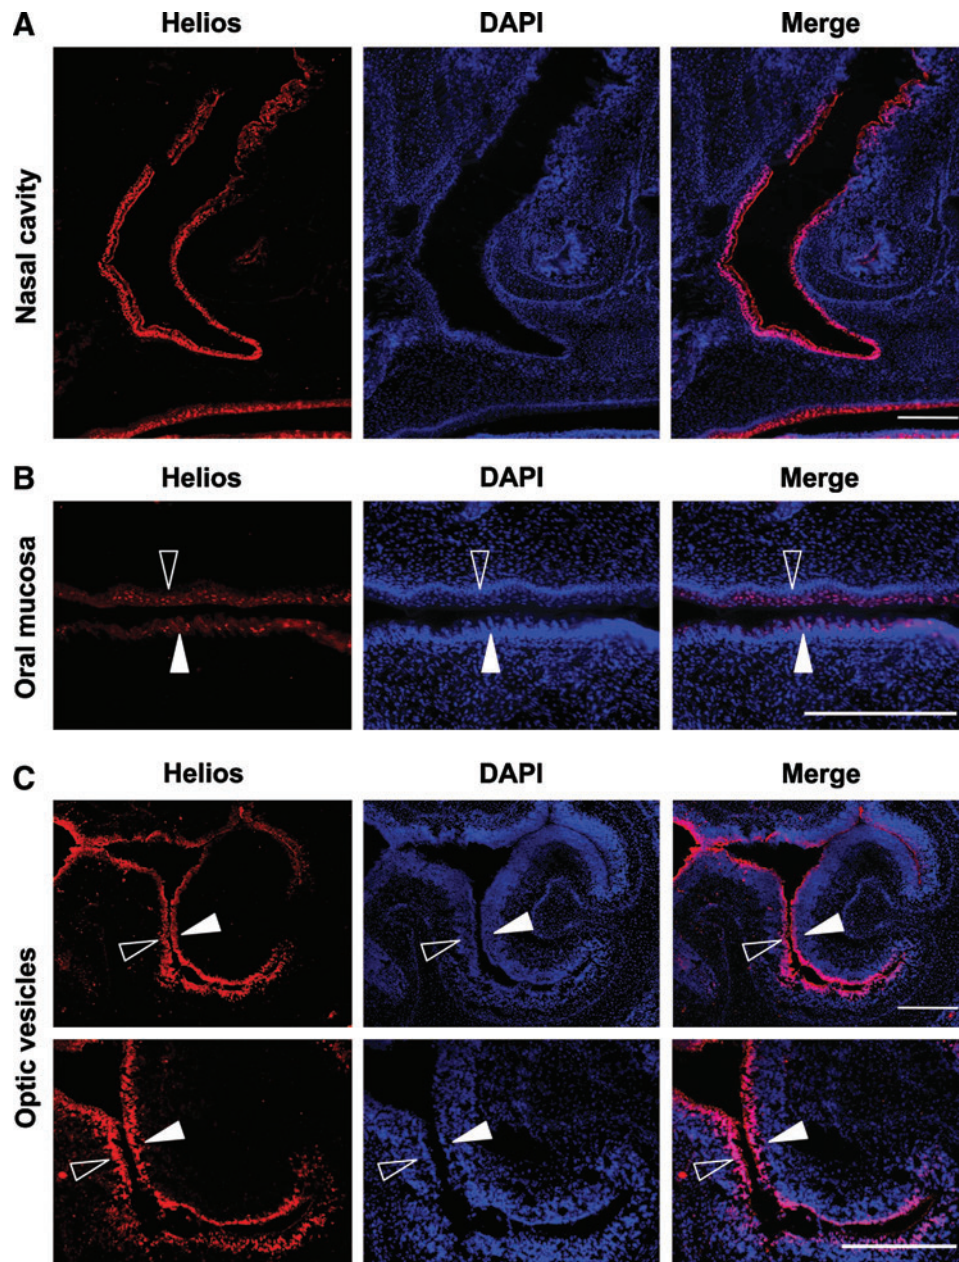 A
Helios DAPI Merge
Nasal cavity
B
Helios DAPI Merge
Oral mucosa
C
Helios DAPI Merge
Optic vesicles